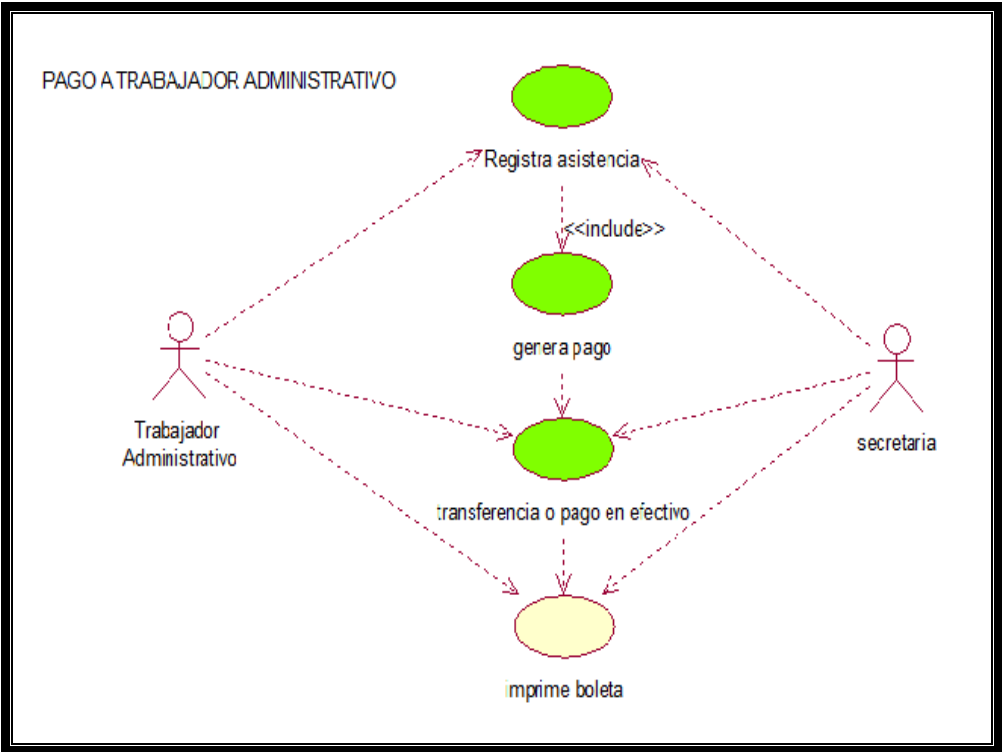 PAGO A TRABAJADOR ADMINISTRATIVO
Registra asistencia
<<include>>
genera pago
Trabajador
Administrativo
secretaria
transferencia o pago en efectivo
imprime boleta